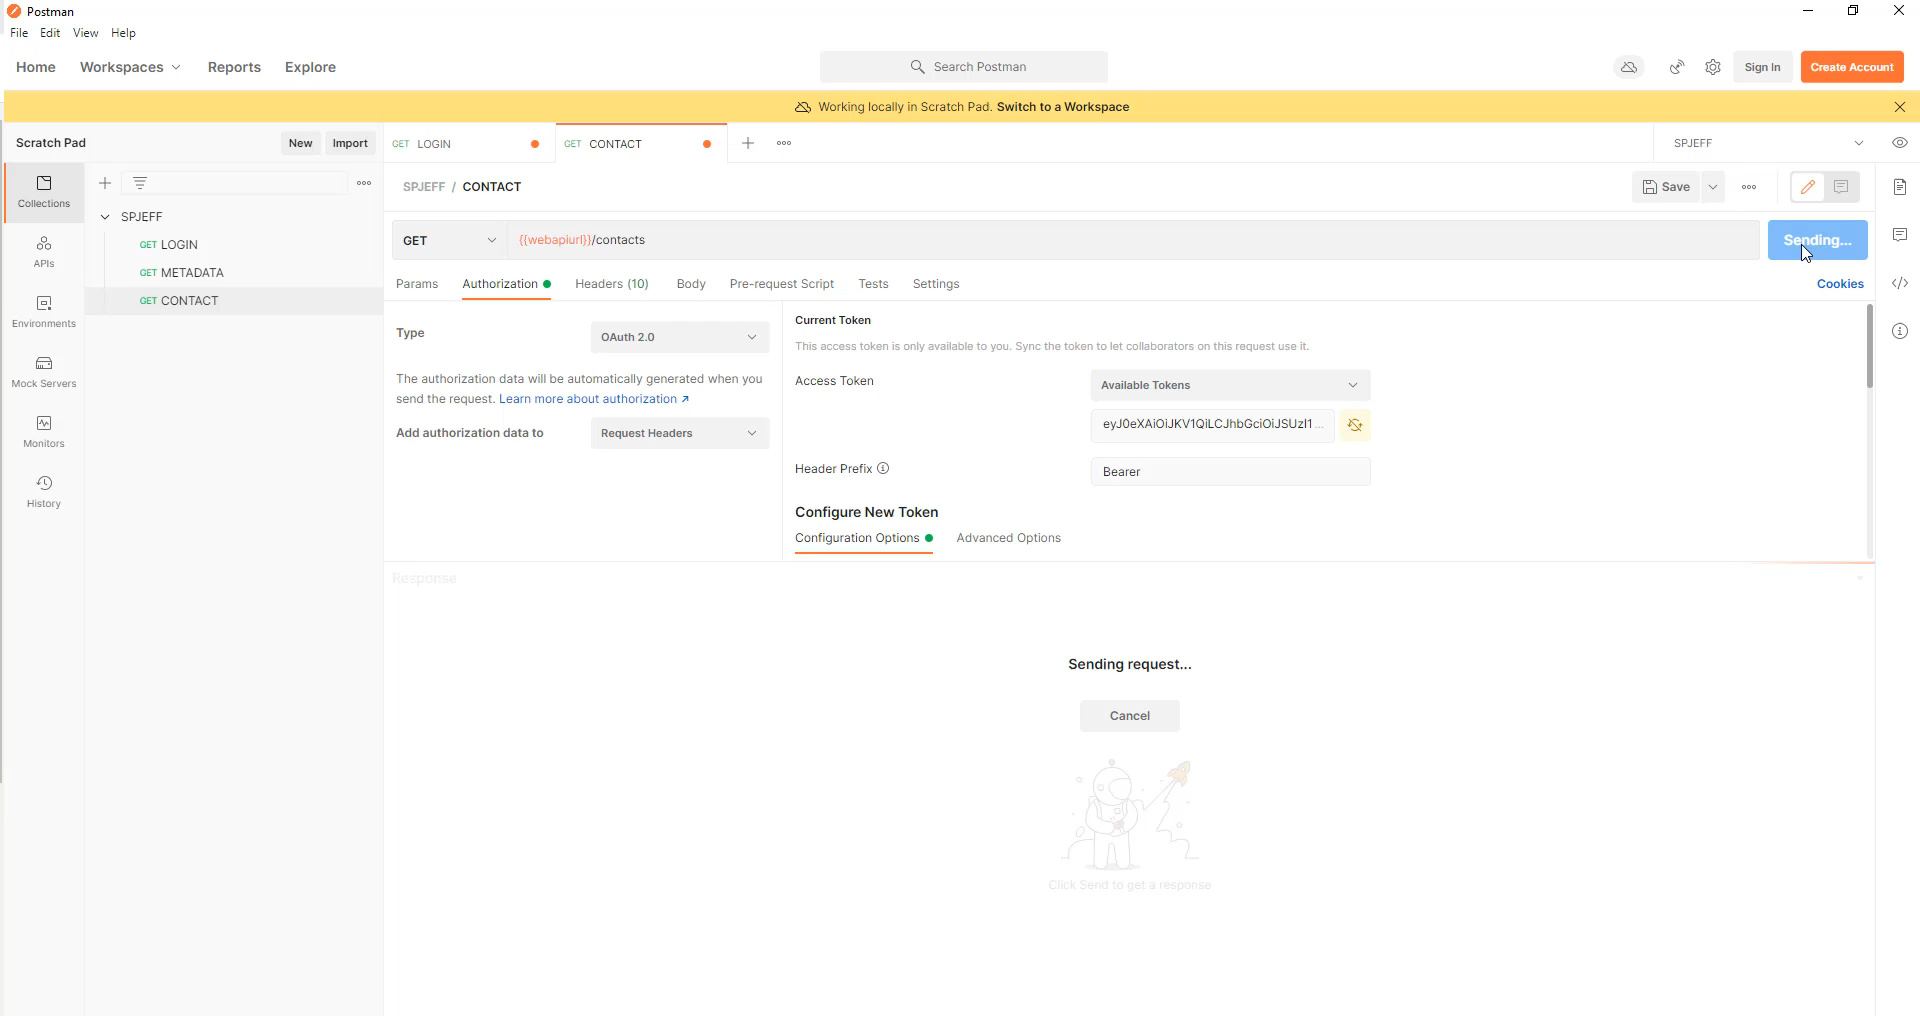 Postman
File Edit View Help
Home Workspaces Reports Explore
Search Postman
Sign In
Create Account
Working locally in Scratch Pad. Switch to a Workspace
Scratch Pad
New
Import
GET LOGIN
GET CONTACT
SPJEFF
Collections
APIs
Environments
Mock Servers
Monitors
History
SPJEFF
GET LOGIN
GET METADATA
GET CONTACT
SPJEFF / CONTACT
Save
GET
{{webapiurl}}/contacts
Sending...
Params Authorization Headers (10) Body Pre-request Script Tests Settings
Cookies
Type
OAuth 2.0
The authorization data will be automatically generated when you
send the request. Learn more about authorization ↗
Add authorization data to
Request Headers
Current Token
This access token is only available to you. Sync the token to let collaborators on this request use it.
Access Token
Available Tokens
eyJ0eXAiOiJKV1QiLCJhbGciOiJSUzI1 ...
Header Prefix
Bearer
Configure New Token
Configuration Options
Advanced Options
Response
Sending request...
Cancel
Click Send to get a response